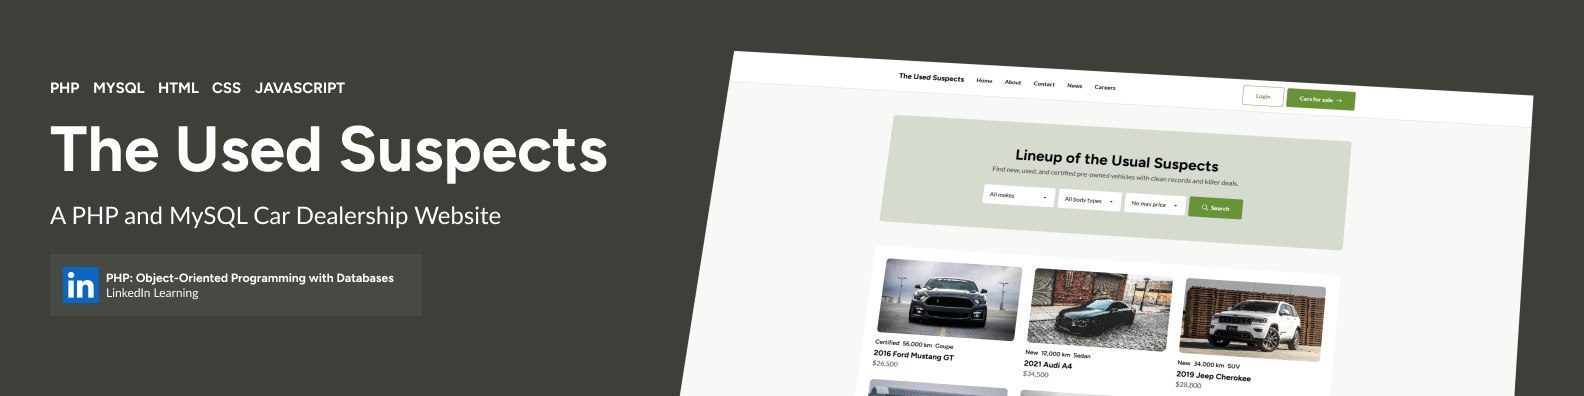 PHP MYSQL HTML CSS JAVASCRIPT
The Used Suspects
A PHP and MySQL Car Dealership Website
in
PHP: Object-Oriented Programming with Databases
LinkedIn Learning
The Used Suspects Home About Contact News Careers Login Cars for sale →
Lineup of the Usual Suspects
Find new, used, and certified pre-owned vehicles with clean records and killer deals.
All makes All body types No max price Search
Certified 56,000 km Coupe
2016 Ford Mustang GT
$26,500
New 12,000 km Sedan
2021 Audi A4
$34,500
New 34,000 km SUV
2019 Jeep Cherokee
$28,800